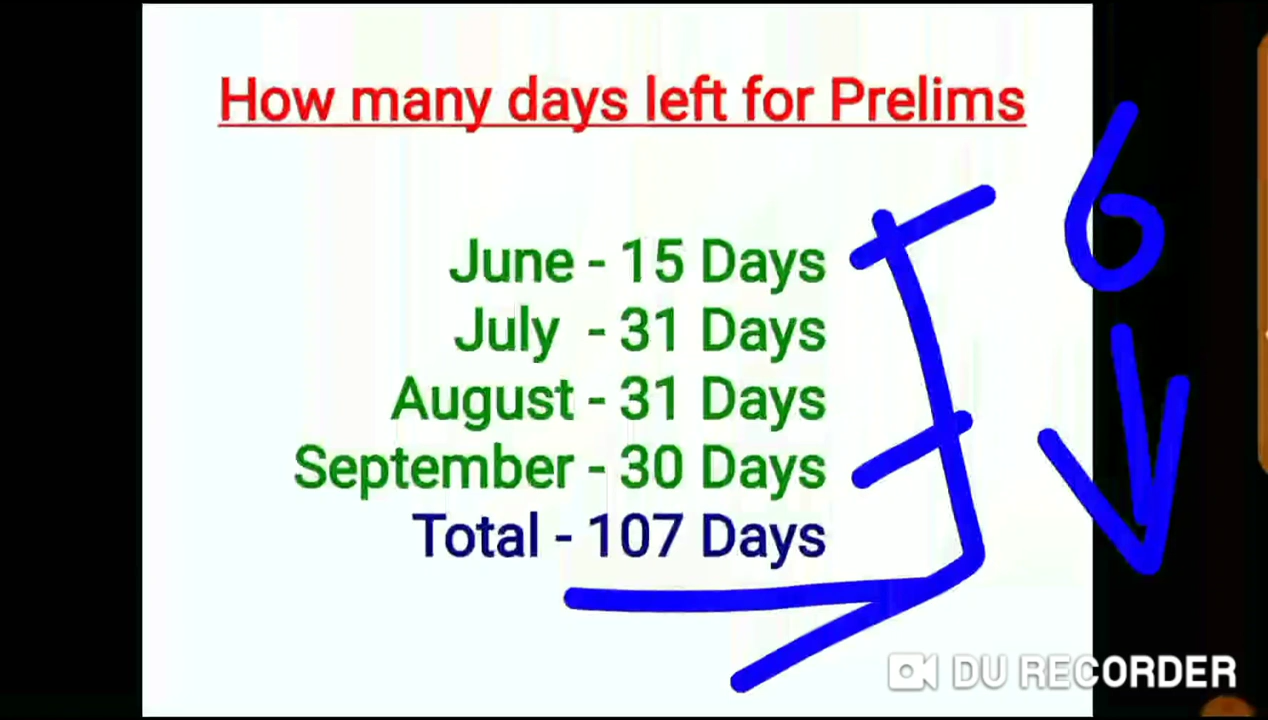 How many days left for Prelims
June - 15 Days
July - 31 Days
August - 31 Days
September - 30 Days
Total - 107 Days
6
DU RECORDER